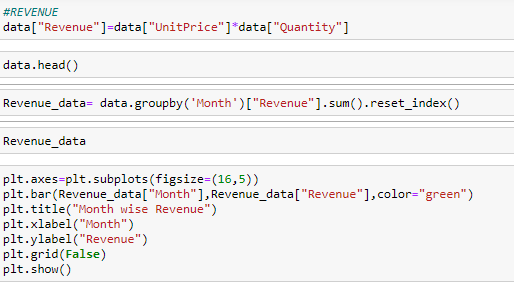 #REVENUE
data["Revenue"]=data["UnitPrice"]*data["Quantity"]
data.head()
Revenue_data= data.groupby('Month')["Revenue"].sum().reset_index()
Revenue_data
plt.axes=plt.subplots(figsize=(16,5))
plt.bar(Revenue_data["Month"],Revenue_data["Revenue"],color="green")
plt.title("Month wise Revenue")
plt.xlabel("Month")
plt.ylabel("Revenue")
plt.grid(False)
plt.show()